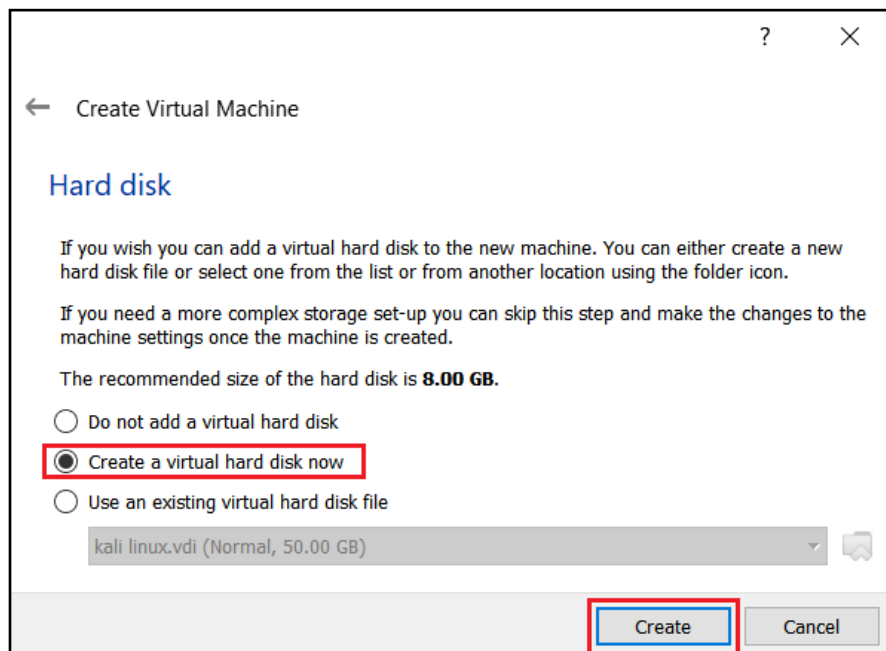 ?
Create Virtual Machine
Hard disk
If you wish you can add a virtual hard disk to the new machine. You can either create a new
hard disk file or select one from the list or from another location using the folder icon.
If you need a more complex storage set-up you can skip this step and make the changes to the
machine settings once the machine is created.
The recommended size of the hard disk is 8.00 GB.
Do not add a virtual hard disk
Create a virtual hard disk now
Use an existing virtual hard disk file
kali linux.vdi (Normal, 50.00 GB)
Create Cancel